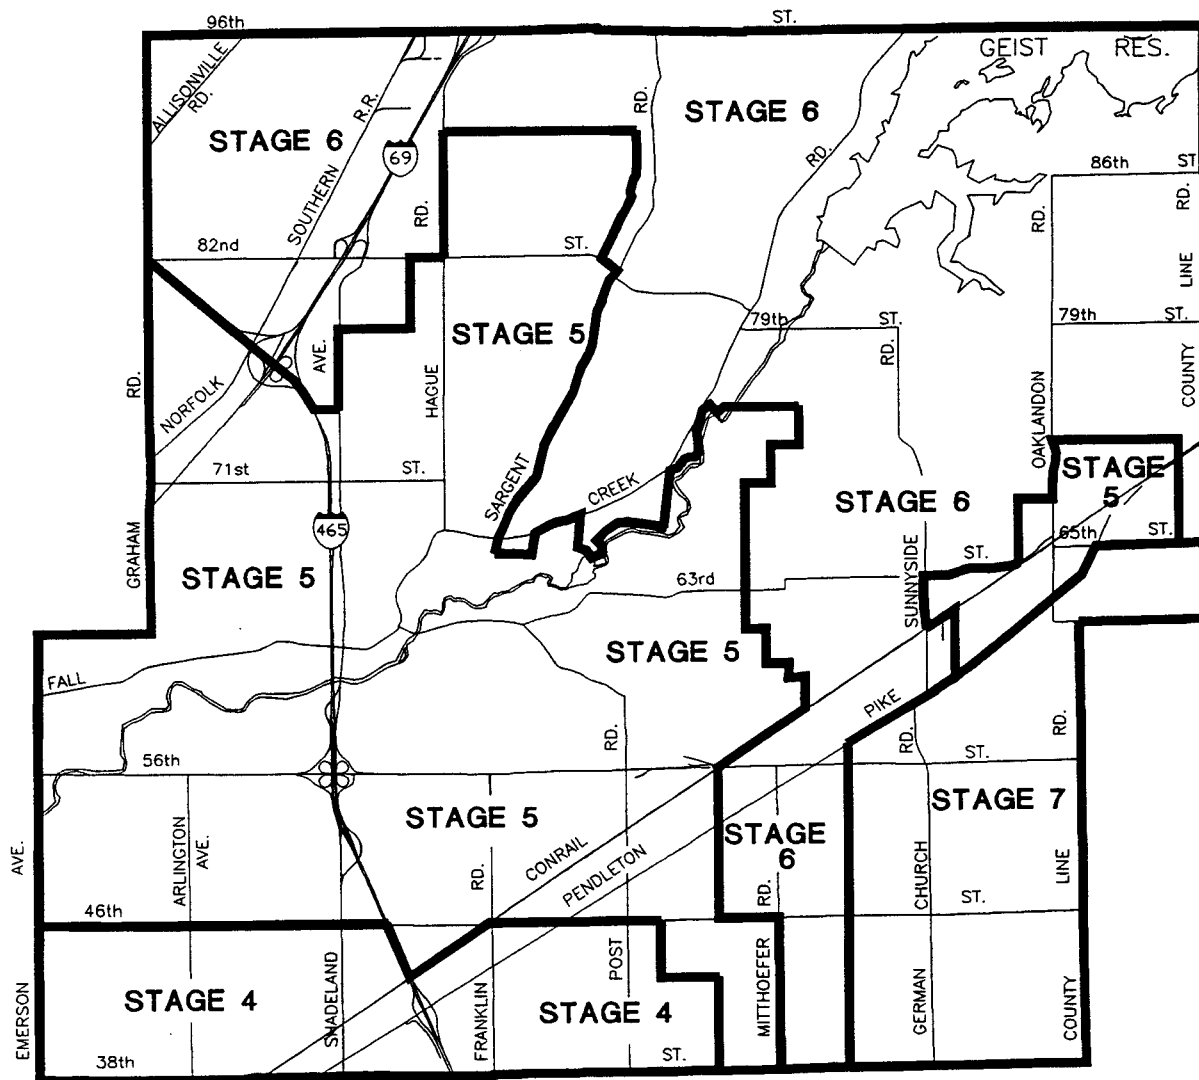 96th
ST.
ALLISONVILLE
RD.
GEIST RES.
STAGE 6
R.R.
SOUTHERN
69
RD.
STAGE 6
RD.
86th ST.
RD.
RD.
82nd
ST.
RD.
LINE
79th ST.
79th ST.
AVE.
STAGE 5
RD.
RD.
NORFOLK
HAGUE
OAKLANDON
COUNTY
71st ST.
SARGENT
CREEK
STAGE 6
STAGE
5
465
GRAHAM
STAGE 5
65th ST.
63rd
ST.
SUNNYSIDE
FALL
STAGE 5
PIKE
RD.
RD.
RD.
56th
ST.
AVE.
ARLINGTON
AVE.
STAGE 5
RD.
CONRAIL
PENDLETON
STAGE
6
RD.
STAGE 7
CHURCH
LINE
46th
ST.
EMERSON
STAGE 4
SHADELAND
FRANKLIN
STAGE 4
POST
MITTHOEFER
GERMAN
COUNTY
38th
ST.